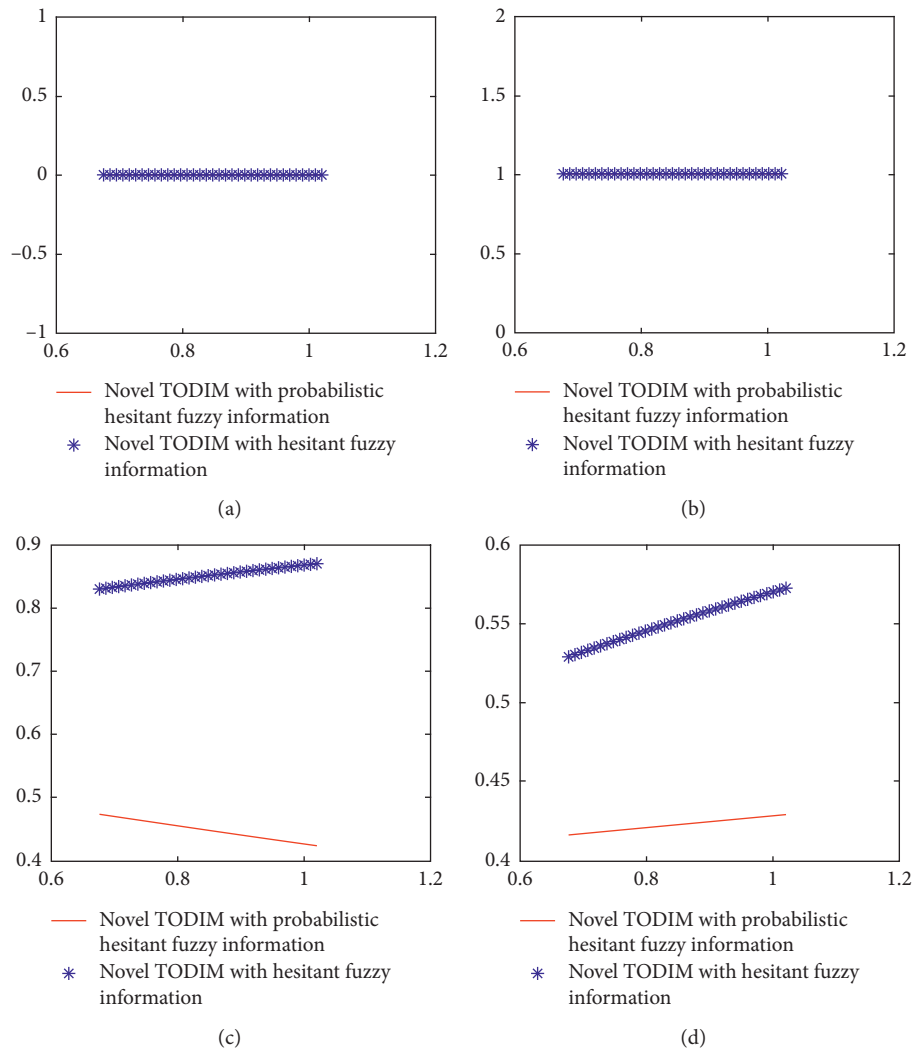 1
0.5
0
–0.5
–1
0.6
0.8
1
1.2
Novel TODIM with probabilistic
hesitant fuzzy information
Novel TODIM with hesitant fuzzy
information
(a)
2
1.5
1
0.5
0
0.6
0.8
1
1.2
Novel TODIM with probabilistic
hesitant fuzzy information
Novel TODIM with hesitant fuzzy
information
(b)
0.9
0.8
0.7
0.6
0.5
0.4
0.6
0.8
1
1.2
Novel TODIM with probabilistic
hesitant fuzzy information
Novel TODIM with hesitant fuzzy
information
(c)
0.6
0.55
0.5
0.45
0.4
0.6
0.8
1
1.2
Novel TODIM with probabilistic
hesitant fuzzy information
Novel TODIM with hesitant fuzzy
information
(d)